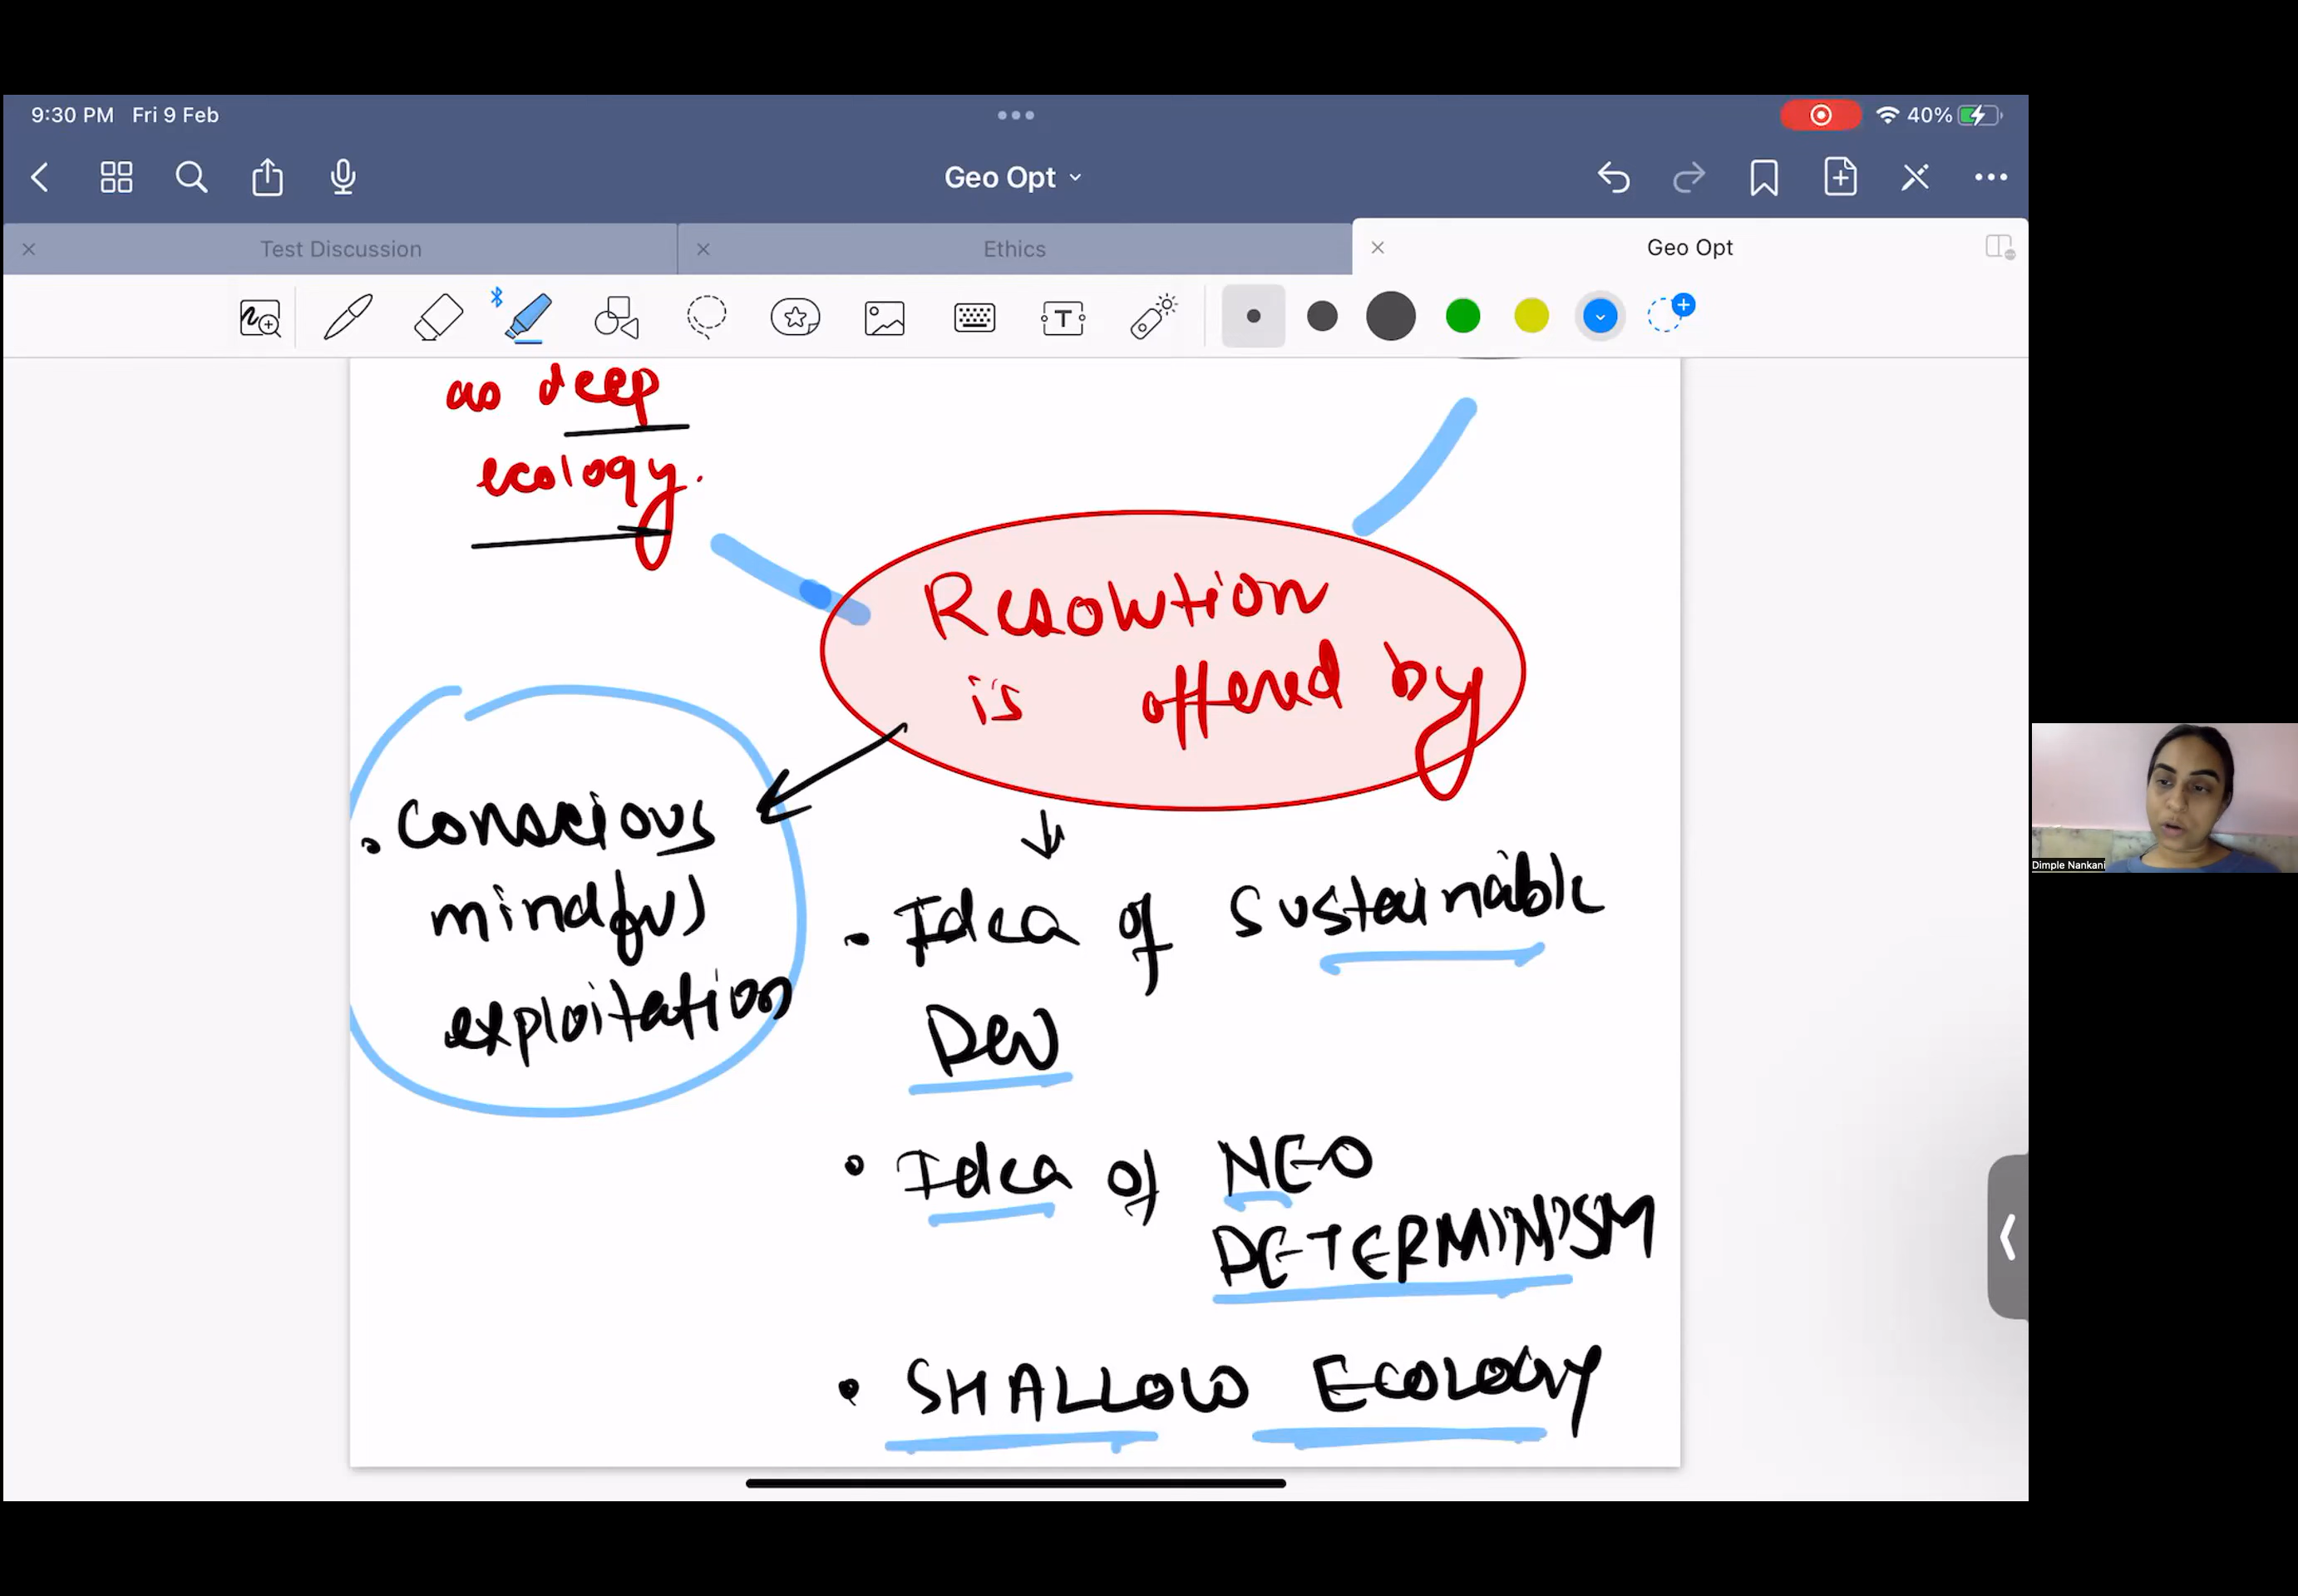 9:30 PM Fri 9 Feb
40%
Geo Opt
Test Discussion
Ethics
Geo Opt
T
as deep
ecology.
Resolution
is offered by
• Conscious
mindful
exploitation
• Idea of Sustainable
Dev
• Idea of NEO
DETERMINISM
• SHALLOW ECOLOGY
Dimple Nankani